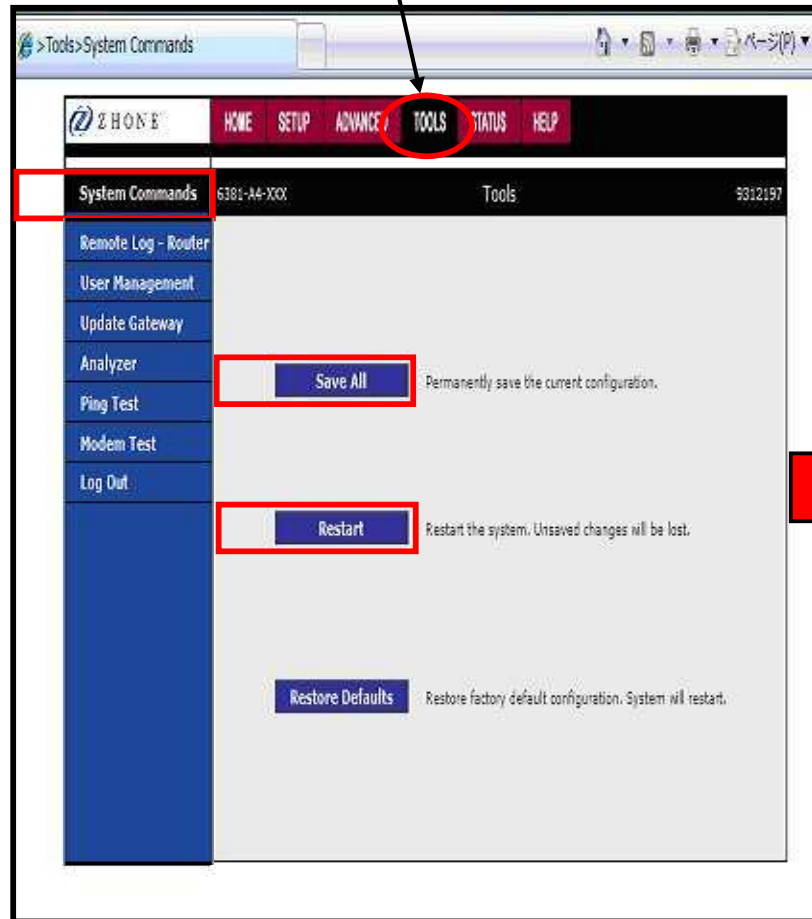 >Tools>System Commands
ページ(P)
ZHONE
HOME SETUP ADVANCED TOOLS STATUS HELP
System Commands 6381-A4-XXX Tools 9312197
Remote Log - Router
User Management
Update Gateway
Analyzer
Save All Permanently save the current configuration.
Ping Test
Modem Test
Log Out
Restart Restart the system. Unsaved changes will be lost.
Restore Defaults Restore factory default configuration. System will restart.